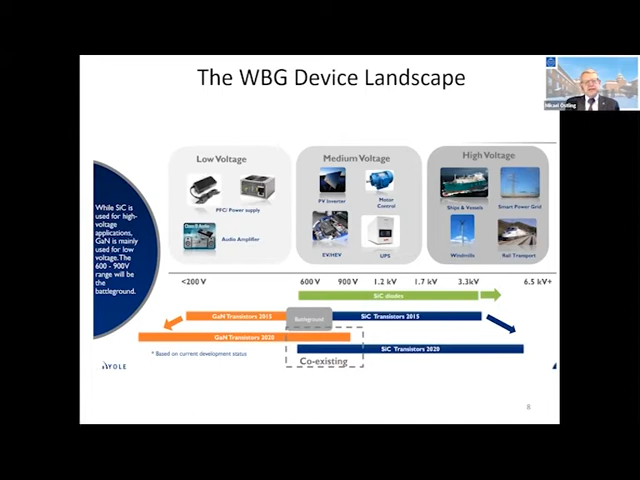 The WBG Device Landscape
Mikael Östling
Low Voltage
Medium Voltage
High Voltage
PFC/ Power supply
Audio Amplifier
PV Inverter
Motor
Control
EV/HEV
UPS
Ships & Vessels
Smart Power Grid
Windmills
Rail Transport
While SiC is
used for high-
voltage
applications,
GaN is mainly
used for low
voltage. The
600 - 900V
range will be
the
battleground.
<200 V
600 V
900 V
1.2 kV
1.7 kV
3.3kV
6.5 kV+
SiC diodes
GaN Transistors 2015
Battleground
SiC Transistors 2015
GaN Transistors 2020
SiC Transistors 2020
* Based on current development status
Co-existing
YOLE
8